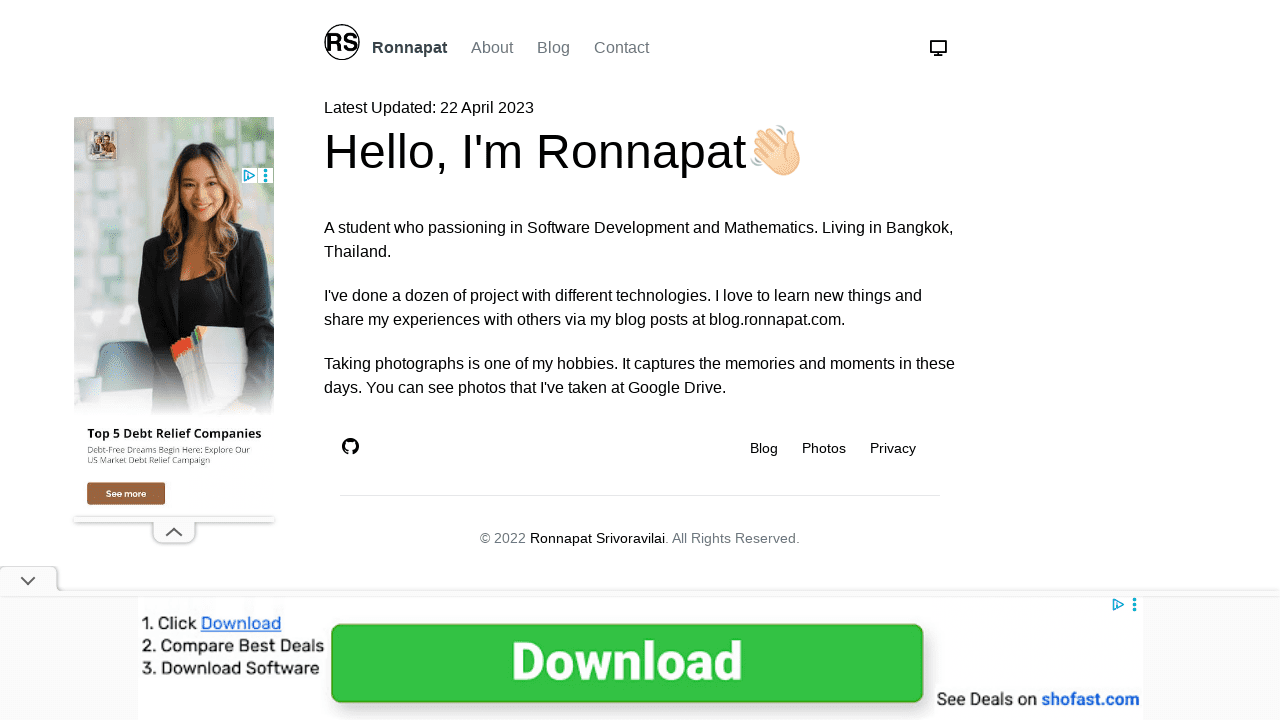 RS
Ronnapat About Blog Contact
Latest Updated: 22 April 2023
Hello, I'm Ronnapat👋🏻
A student who passioning in Software Development and Mathematics. Living in Bangkok,
Thailand.
I've done a dozen of project with different technologies. I love to learn new things and
share my experiences with others via my blog posts at blog.ronnapat.com.
Taking photographs is one of my hobbies. It captures the memories and moments in these
days. You can see photos that I've taken at Google Drive.
Top 5 Debt Relief Companies
Debt-Free Dreams Begin Here: Explore Our
US Market Debt Relief Campaign
See more
Blog Photos Privacy
© 2022 Ronnapat Srivoravilai. All Rights Reserved.
1. Click Download
2. Compare Best Deals
3. Download Software
Download
See Deals on shofast.com